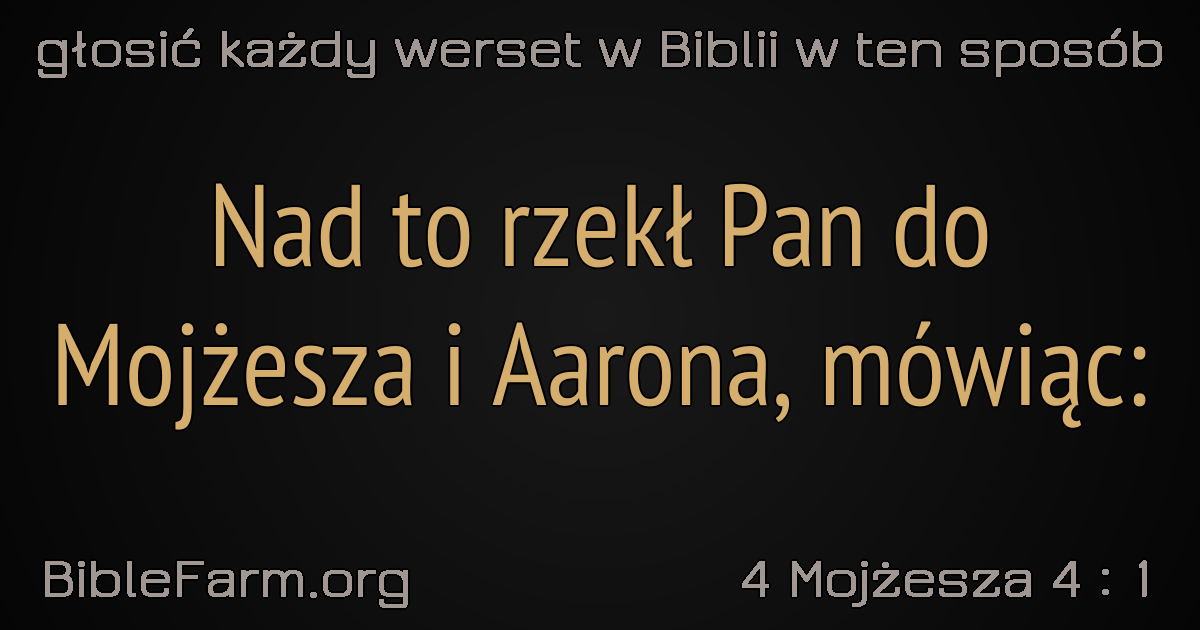 głosić każdy werset w Biblii w ten sposób
Nad to rzekł Pan do
Mojżesza i Aarona, mówiąc:
BibleFarm.org
4 Mojżesza 4 : 1